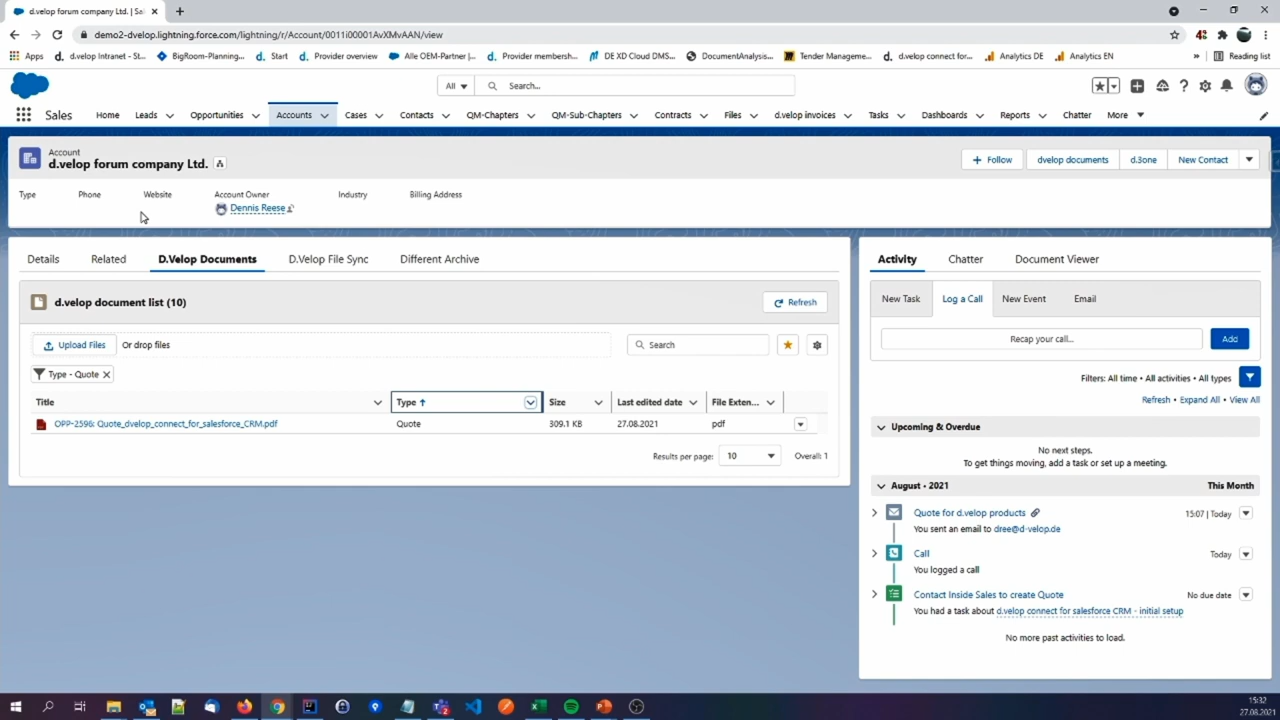 d.velop forum company Ltd. | Sal
demo2-dvelop.lightning.force.com/lightning/r/Account/0011i00001AvXMvAAN/view
Apps d.velop Intranet - St... BigRoom-Planning... Start Provider overview Alle OEM-Partner |... Provider membersh... DE XD Cloud DMS... DocumentAnalysis... Tender Manageme... d.velop connect for... Analytics DE Analytics EN » Reading list
All Search...
Sales Home Leads Opportunities Accounts Cases Contacts QM-Chapters QM-Sub-Chapters Contracts Files d.velop invoices Tasks Dashboards Reports Chatter More
Account
d.velop forum company Ltd.
+ Follow dvelop documents d.3one New Contact
Type Phone Website Account Owner Industry Billing Address
Dennis Reese
Details Related D.Velop Documents D.Velop File Sync Different Archive
d.velop document list (10)
Refresh
Upload Files Or drop files
Search
Type - Quote
Title Type Size Last edited date File Exten...
OPP-2596: Quote_dvelop_connect_for_salesforce_CRM.pdf Quote 309.1 KB 27.08.2021 pdf
Results per page: 10 Overall: 1
Activity Chatter Document Viewer
New Task Log a Call New Event Email
Recap your call... Add
Filters: All time • All activities • All types
Refresh • Expand All • View All
Upcoming & Overdue
No next steps.
To get things moving, add a task or set up a meeting.
August • 2021 This Month
Quote for d.velop products 15:07 | Today
You sent an email to dree@d-velop.de
Call Today
You logged a call
Contact Inside Sales to create Quote No due date
You had a task about d.velop connect for salesforce CRM - initial setup
No more past activities to load.
15:32
27.08.2021